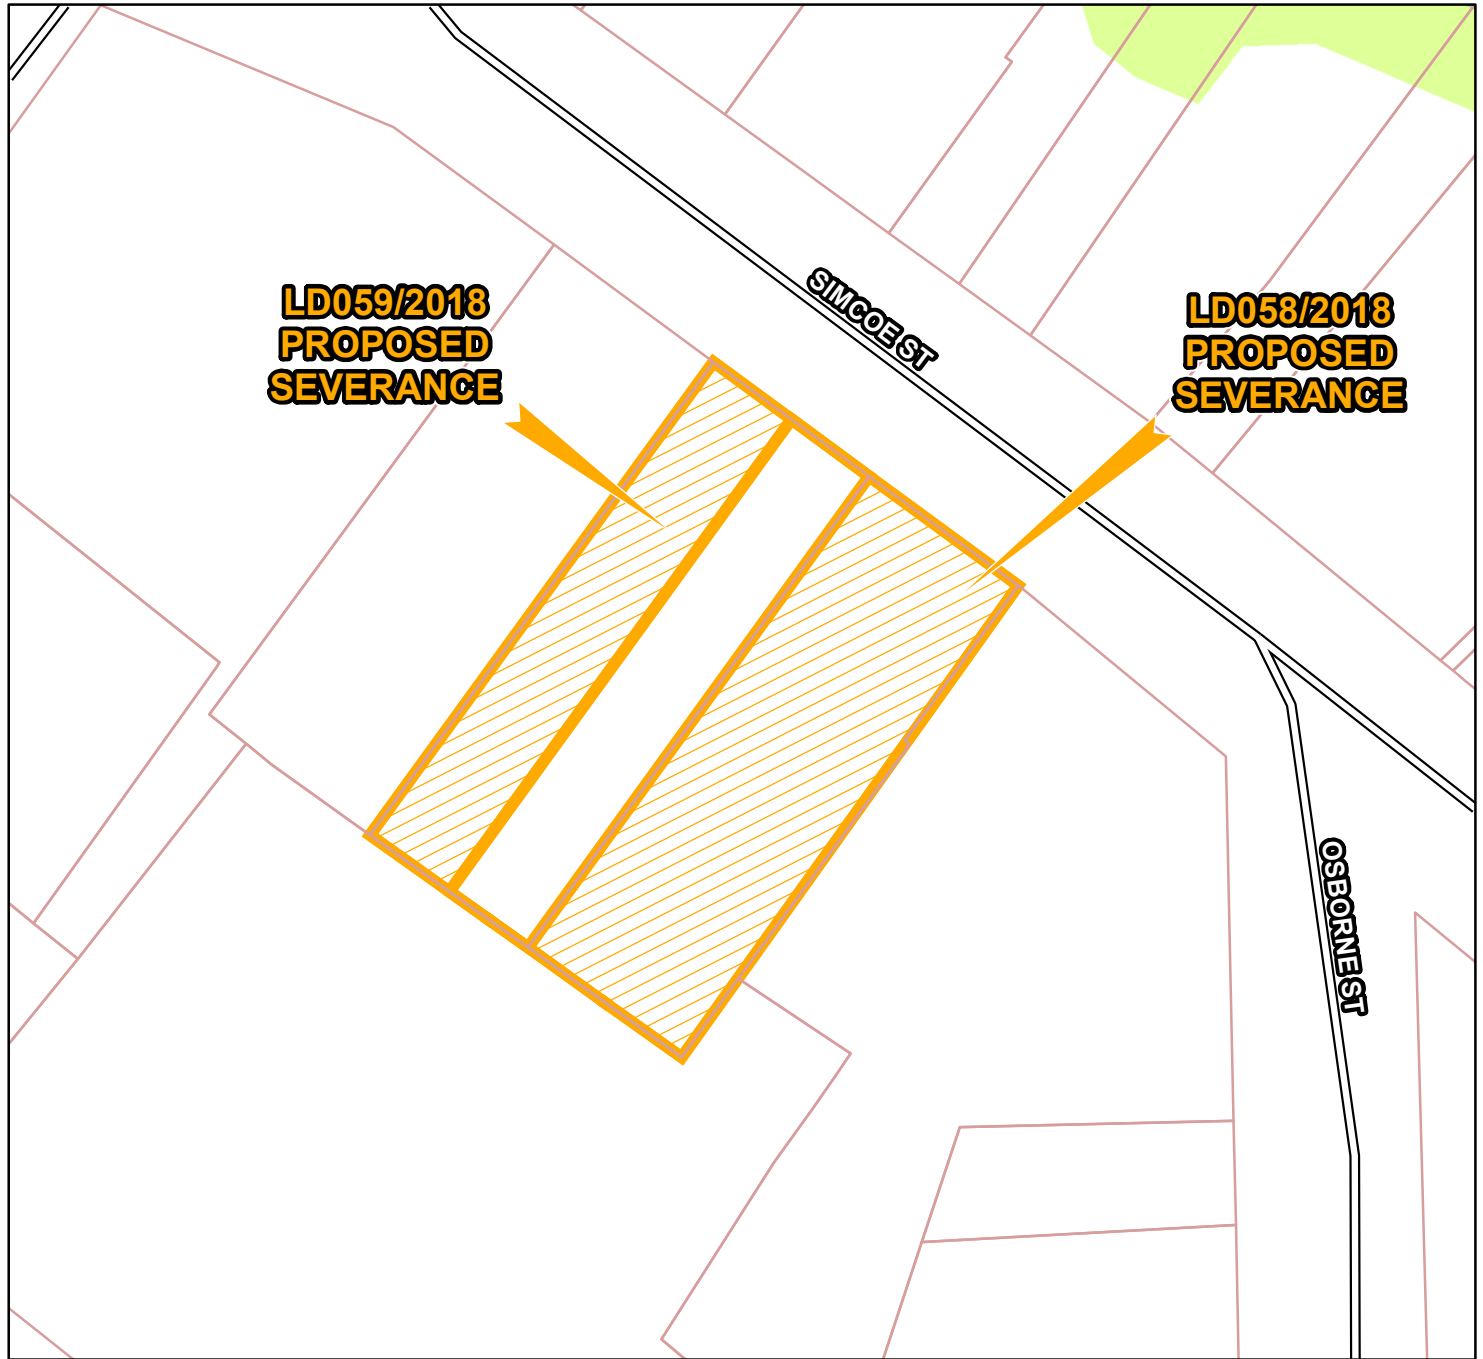 LD059/2018
PROPOSED
SEVERANCE
SIMCOE ST
LD058/2018
PROPOSED
SEVERANCE
OSBORNE ST